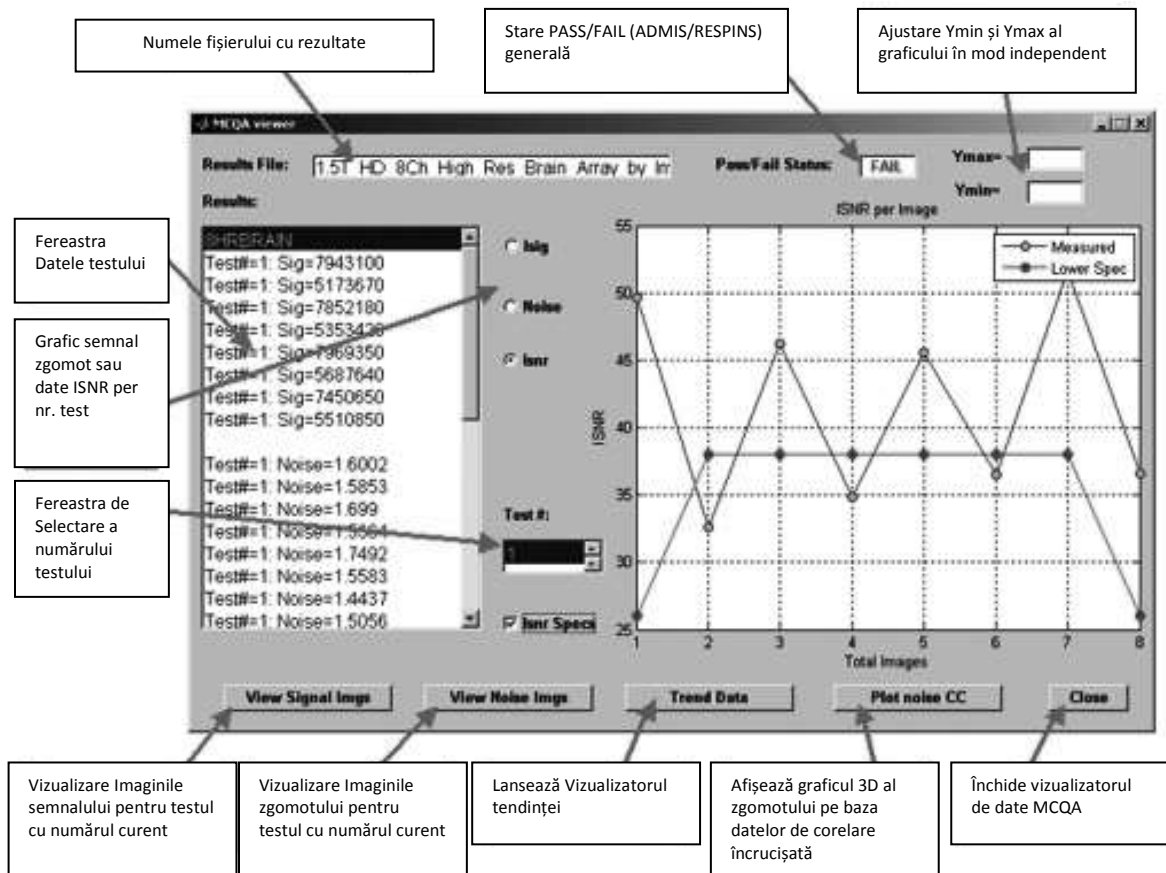 Numele fișierului cu rezultate
Stare PASS/FAIL (ADMIS/RESPINS)
generală
Ajustare Ymin și Ymax al
graficului în mod independent
MCQA viewer
Results File:
1.5T HD 8Ch High Res Brain Array by Im
Pass/Fail Status:
FAIL
Ymax=
Ymin=
Results:
8HRBRAIN
Test#=1: Sig=7943100
Test#=1: Sig=5173670
Test#=1: Sig=7852180
Test#=1:
Test#=1: Sig=7969350
Test#=1: Sig=5687640
Test#=1: Sig=7450650
Test#=1: Sig=5510850
Test#=1: Noise=1.6002
Test#=1: Noise=1.5853
Test#=1: Noise=1.699
Test#=1:
Test#=1: Noise=1.7492
Test#=1: Noise=1.5583
Test#=1: Noise=1.4437
Test#=1: Noise=1.5056
Isig
Noise
Isnr
Test #:
1
Isnr Specs
ISNR per Image
Measured
Lower Spec
ISNR
55
50
45
40
35
30
25
1 2 3 4 5 6 7 8
Total Images
View Signal Imgs
View Noise Imgs
Trend Data
Plot noise CC
Close
Fereastra
Datele testului
Grafic semnal
zgomot sau
date ISNR per
nr. test
Fereastra de
Selectare a
numărului
testului
Vizualizare Imaginile
semnalului pentru testul
cu numărul curent
Vizualizare Imaginile
zgomotului pentru
testul cu numărul curent
Lansează Vizualizatorul
tendinței
Afișează graficul 3D al
zgomotului pe baza
datelor de corelare
încrucișată
Închide vizualizatorul
de date MCQA